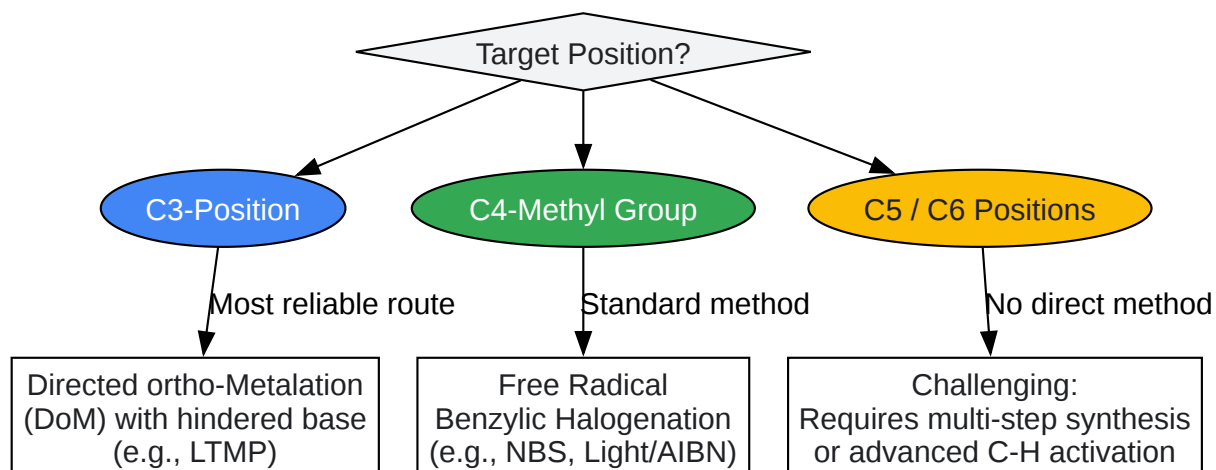 Target Position?
C3-Position
C4-Methyl Group
C5 / C6 Positions
Most reliable route
Standard method
No direct method
Directed ortho-Metalation
(DoM) with hindered base
(e.g., LTMP)
Free Radical
Benzylic Halogenation
(e.g., NBS, Light/AIBN)
Challenging:
Requires multi-step synthesis
or advanced C-H activation